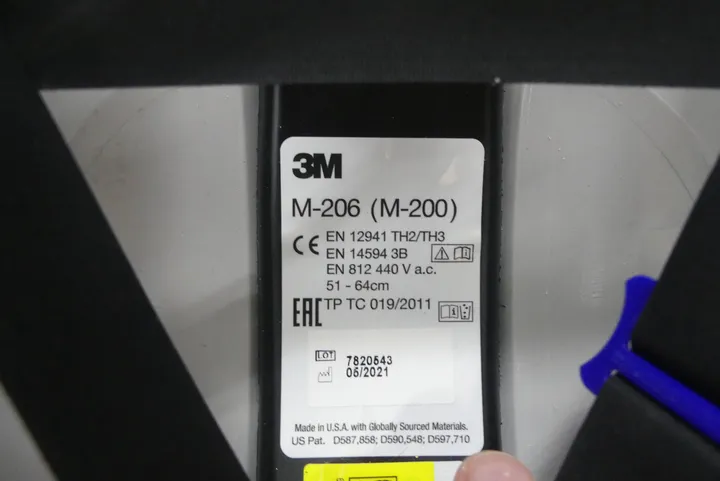 3M
M-206 (M-200)
CE
EN 12941 TH2/TH3
EN 14594 3B
EN 812 440 V a.c.
51 - 64cm
EAC
TP TC 019/2011
LOT
7820543
06/2021
Made in U.S.A. with Globally Sourced Materials.
US Pat. D587,858; D590,548; D597,710